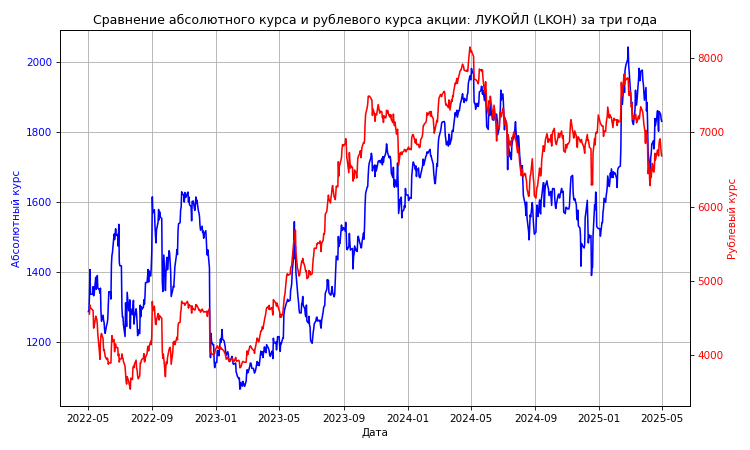 Сравнение абсолютного курса и рублевого курса акции: ЛУКОЙЛ (LKOH) за три года
Абсолютный курс
2000
1800
1600
1400
1200
8000
7000
6000
5000
4000
Рублевый курс
2022-05 2022-09 2023-01 2023-05 2023-09 2024-01 2024-05 2024-09 2025-01 2025-05
Дата